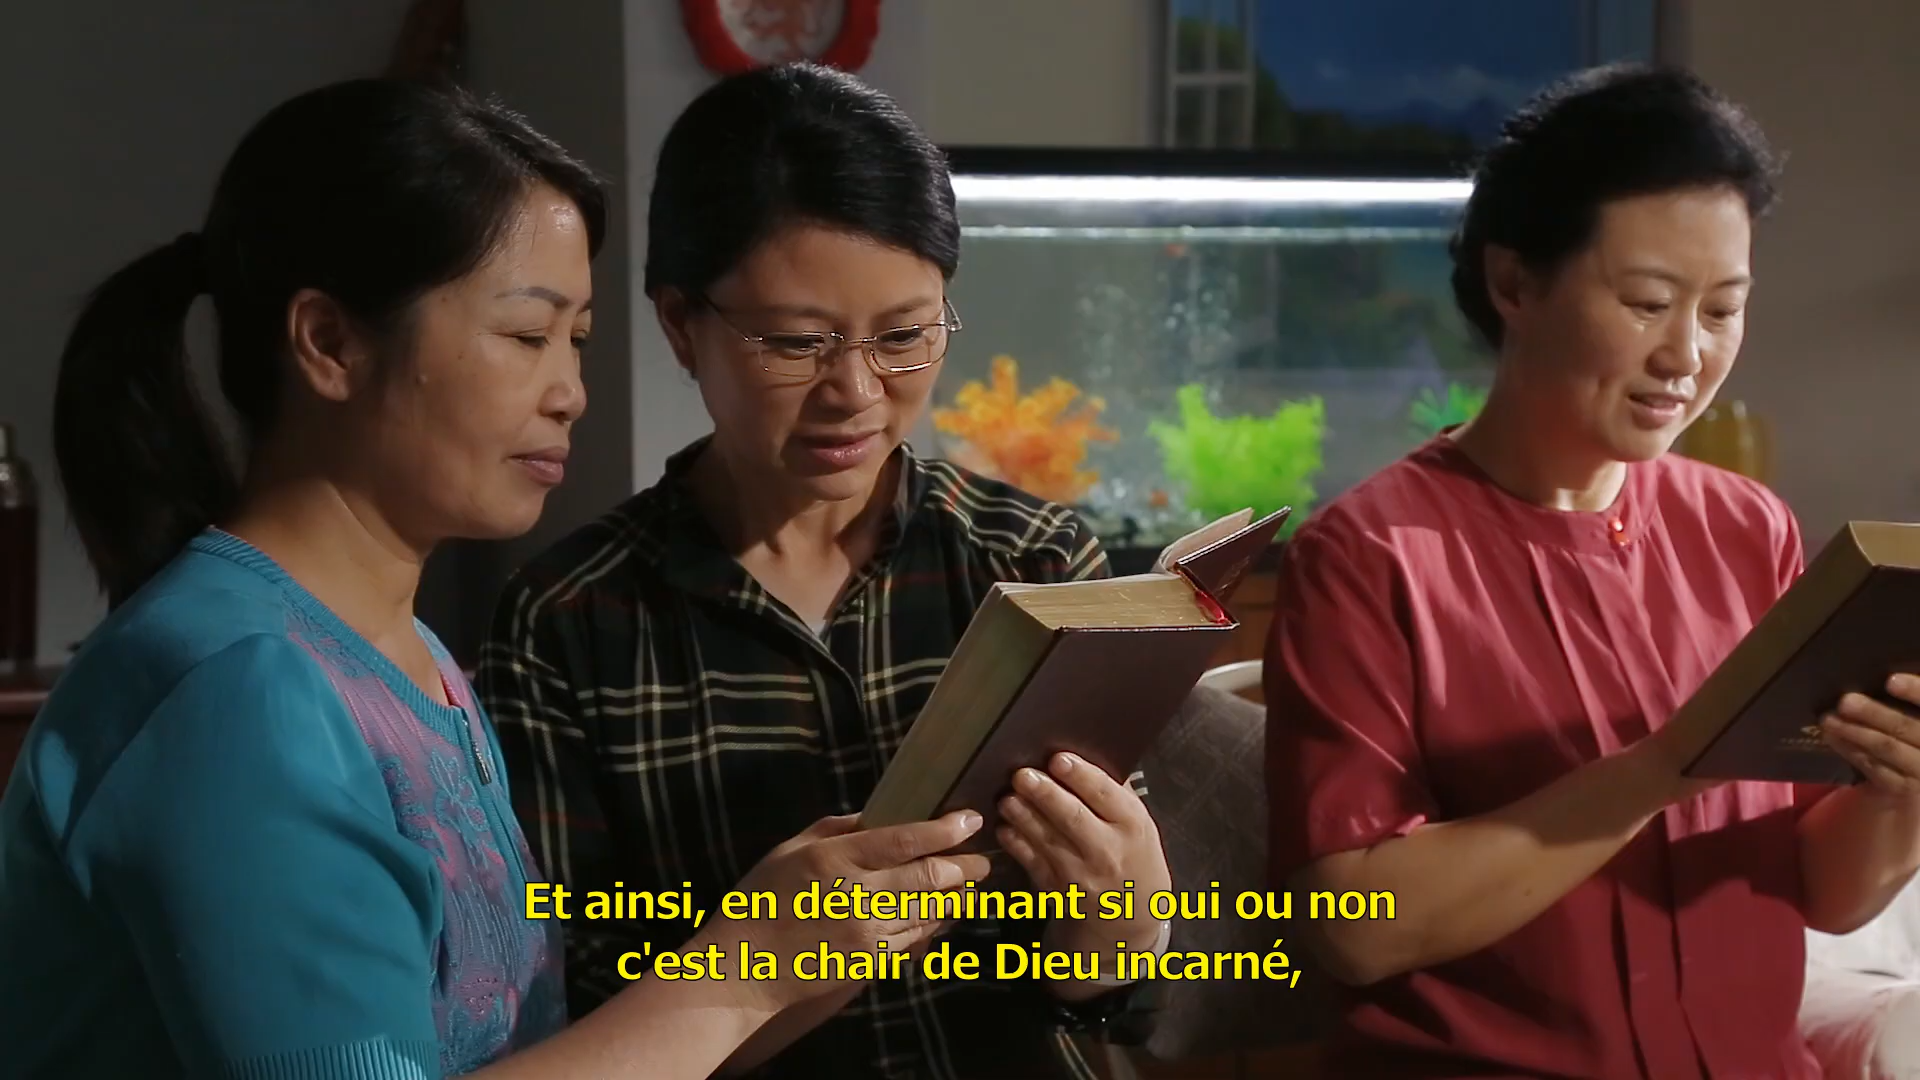 Et ainsi, en déterminant si oui ou non
c'est la chair de Dieu incarné,